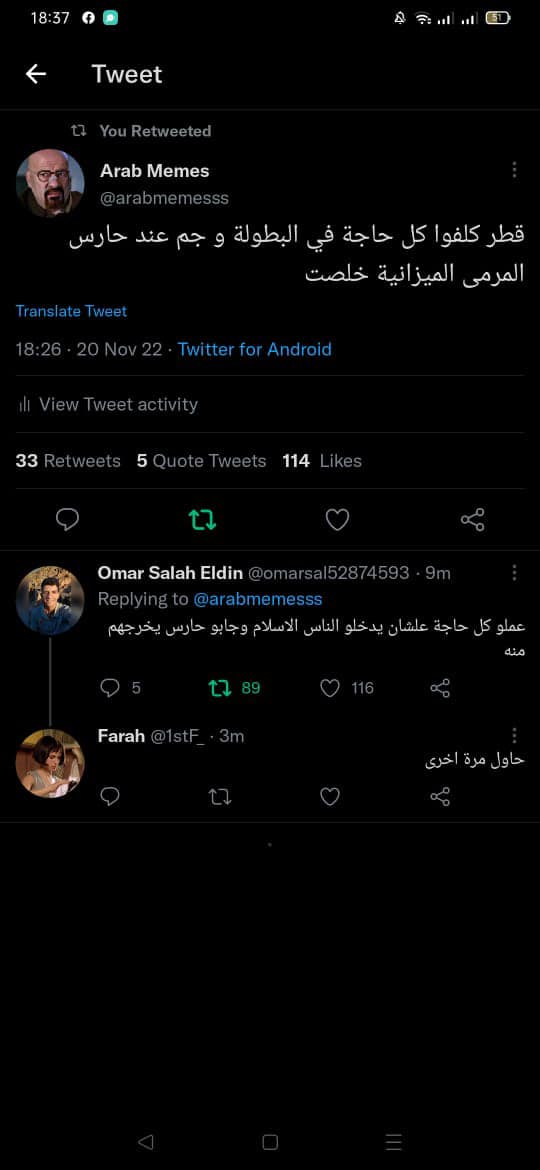 18:37
51
Tweet
You Retweeted
Arab Memes
@arabmemesss
قطر كلفوا كل حاجة في البطولة و جم عند حارس
المرمى الميزانية خلصت
Translate Tweet
18:26 · 20 Nov 22 · Twitter for Android
View Tweet activity
33 Retweets 5 Quote Tweets 114 Likes
Omar Salah Eldin @omarsal52874593 · 9m
Replying to @arabmemesss
عملو كل حاجة علشان يدخلو الناس الاسلام وجابو حارس يخرجهم
منه
5 89 116
Farah @1stF_ · 3m
حاول مرة اخرى